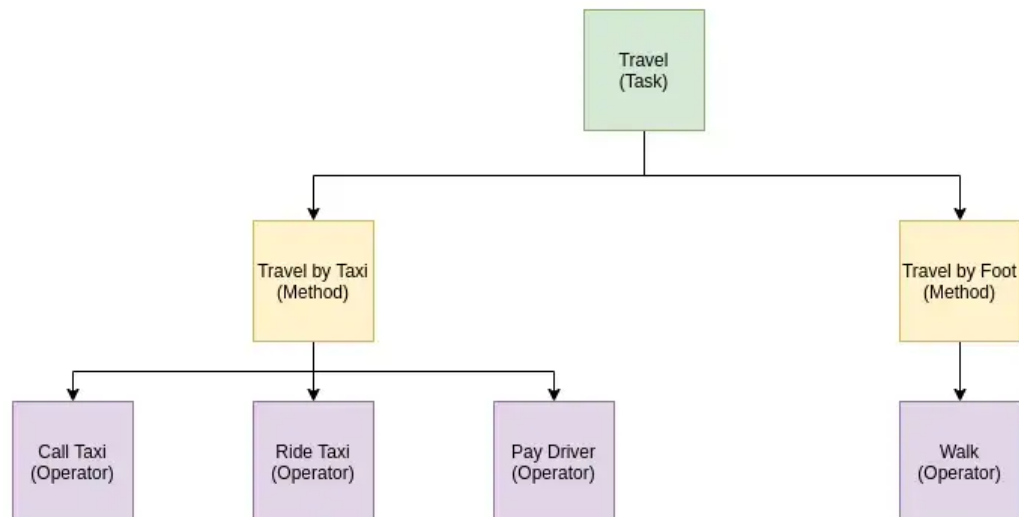 Travel
(Task)
Travel by Taxi
(Method)
Travel by Foot
(Method)
Call Taxi
(Operator)
Ride Taxi
(Operator)
Pay Driver
(Operator)
Walk
(Operator)